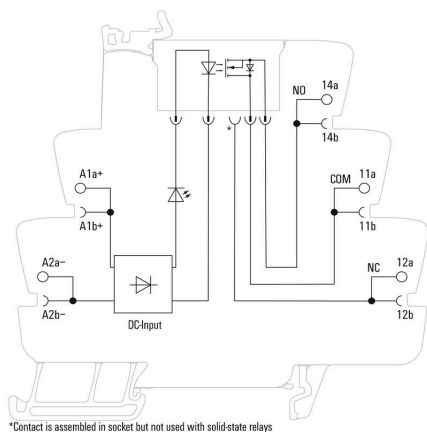 14a
NO
14b
*
A1a+
COM
11a
A1b+
11b
A2a–
NC
12a
A2b–
12b
DC-Input
*Contact is assembled in socket but not used with solid-state relays